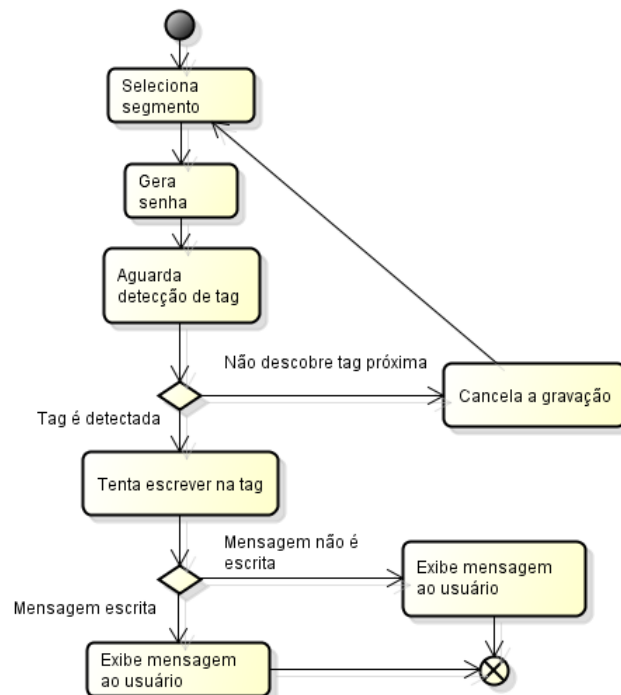 Seleciona
segmento
Gera
senha
Aguarda
detecção de tag
Não descobre tag próxima
Cancela a gravação
Tag é detectada
Tenta escrever na tag
Mensagem não é
escrita
Exibe mensagem
ao usuário
Mensagem escrita
Exibe mensagem
ao usuário